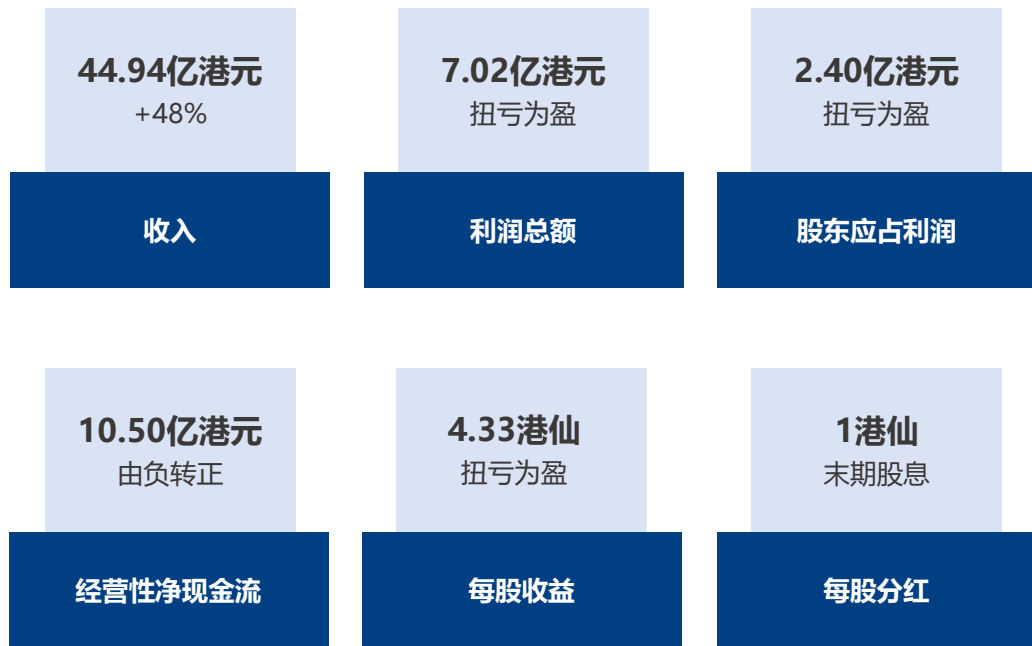 44.94亿港元
+48%
收入
7.02亿港元
扭亏为盈
利润总额
2.40亿港元
扭亏为盈
股东应占利润
10.50亿港元
由负转正
经营性净现金流
4.33港仙
扭亏为盈
每股收益
1港仙
末期股息
每股分红